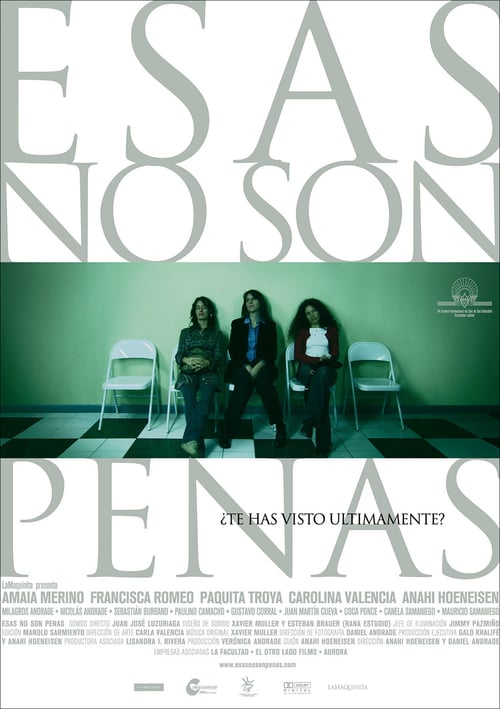 ESAS
NO SON
PENAS
¿TE HAS VISTO ULTIMAMENTE?
LaMaquinita presenta
AMAIA MERINO FRANCISCA ROMEO PAQUITA TROYA CAROLINA VALENCIA ANAHI HOENEISEN
MILAGROS ANDRADE • NICOLÁS ANDRADE • SEBASTIÁN BURBANO • PAULINO CAMACHO • GUSTAVO CORRAL • JUAN MARTÍN CUEVA • COCA PONCE • CANELA SAMANIEGO • MAURICIO SAMANIEGO
ESAS NO SON PENAS SONIDO DIRECTO JUAN JOSÉ LUZURIAGA DISEÑO DE SONIDO XAVIER MULLER Y ESTEBAN BRAUER (RANA ESTUDIO) JEFE DE ILUMINACIÓN JIMMY PAZMIÑO
EDICIÓN MANOLO SARMIENTO DIRECCIÓN DE ARTE CARLA VALENCIA MÚSICA ORIGINAL XAVIER MULLER DIRECCIÓN DE FOTOGRAFÍA DANIEL ANDRADE PRODUCCIÓN EJECUTIVA GALO KHALIFÉ
Y ANAHI HOENEISEN PRODUCTORA ASOCIADA LISANDRA I. RIVERA PRODUCCIÓN VERÓNICA ANDRADE GUIÓN ANAHI HOENEISEN DIRECCIÓN ANAHI HOENEISEN Y DANIEL ANDRADE
EMPRESAS ASOCIADAS LA FACULTAD • EL OTRO LADO FILMS • AURORA
www.esasnosonpenas.com
DOLBY
DIGITAL
LAMAQUINITA